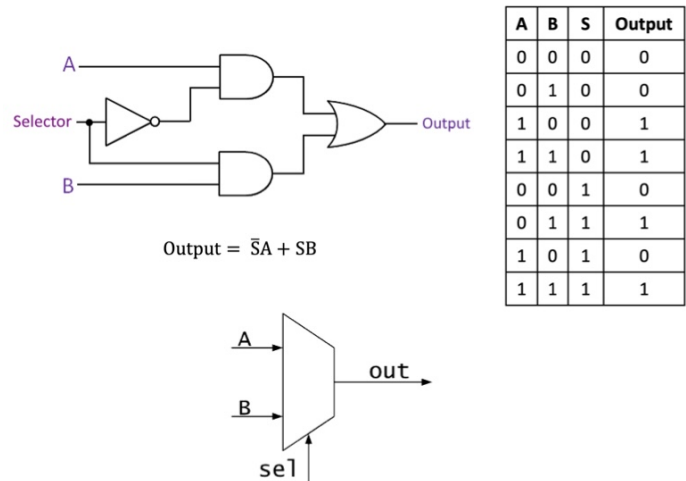 A
Selector
B
Output
Output = S̅A + SB
A B S Output
0 0 0 0
0 1 0 0
1 0 0 1
1 1 0 1
0 0 1 0
0 1 1 1
1 0 1 0
1 1 1 1
A
B
out
sel